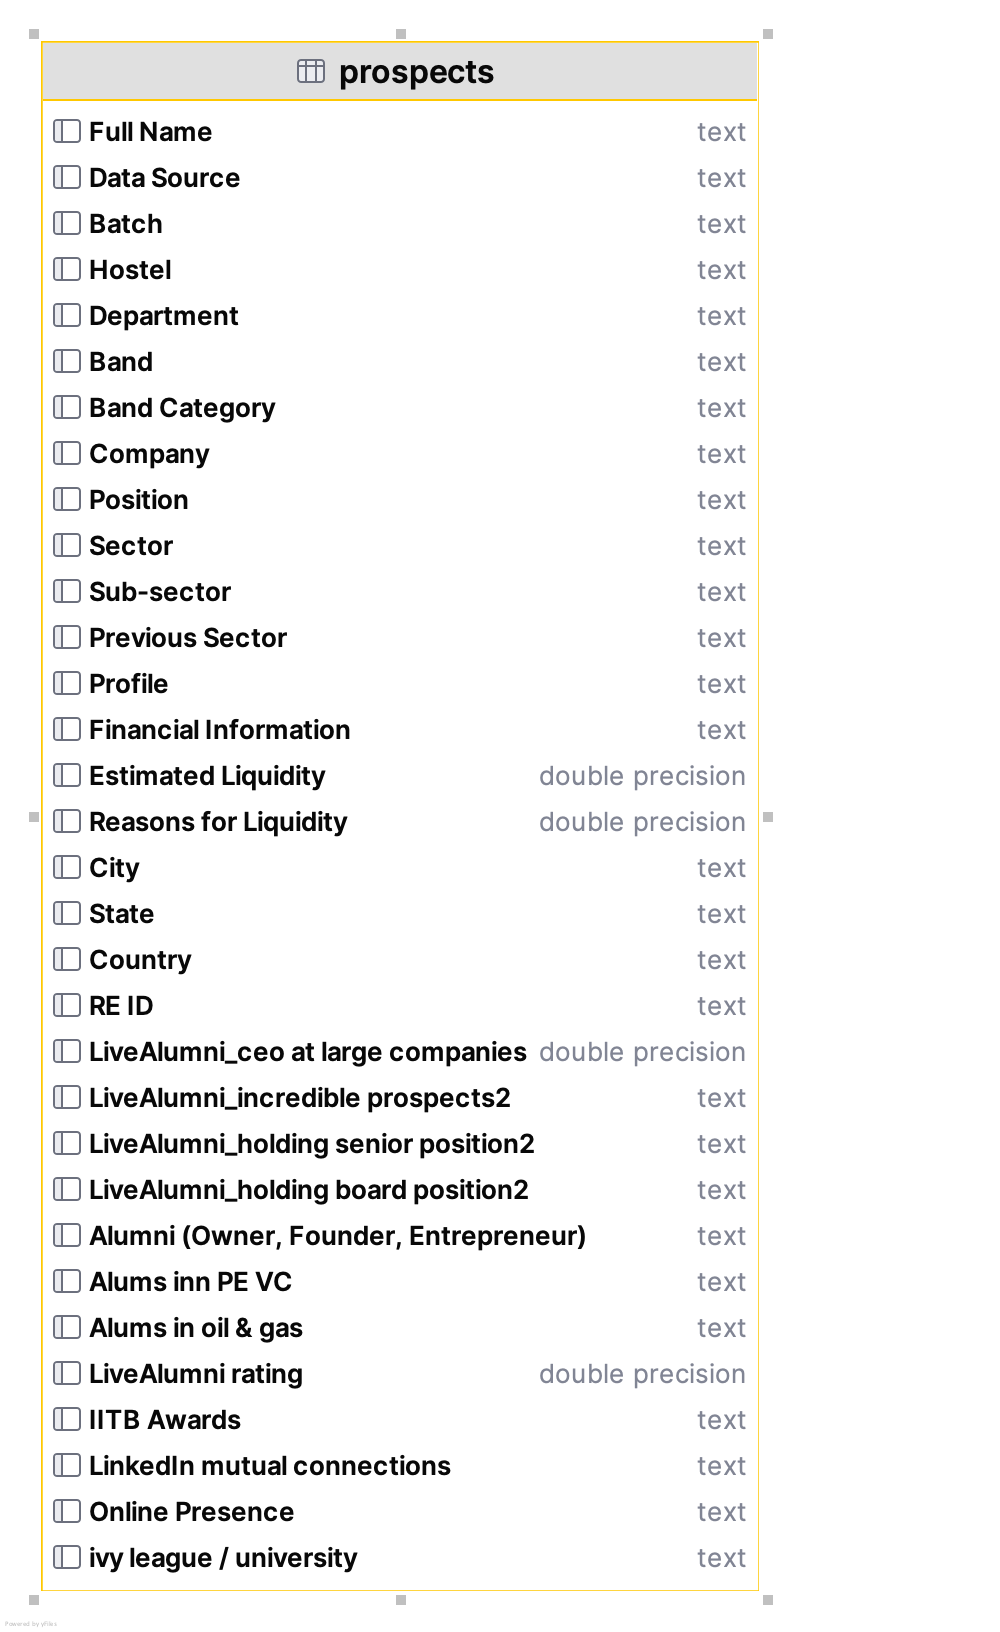 prospects
Full Name text
Data Source text
Batch text
Hostel text
Department text
Band text
Band Category text
Company text
Position text
Sector text
Sub-sector text
Previous Sector text
Profile text
Financial Information text
Estimated Liquidity double precision
Reasons for Liquidity double precision
City text
State text
Country text
RE ID text
LiveAlumni_ceo at large companies double precision
LiveAlumni_incredible prospects2 text
LiveAlumni_holding senior position2 text
LiveAlumni_holding board position2 text
Alumni (Owner, Founder, Entrepreneur) text
Alums inn PE VC text
Alums in oil & gas text
LiveAlumni rating double precision
IITB Awards text
LinkedIn mutual connections text
Online Presence text
ivy league / university text
Powered by yFiles